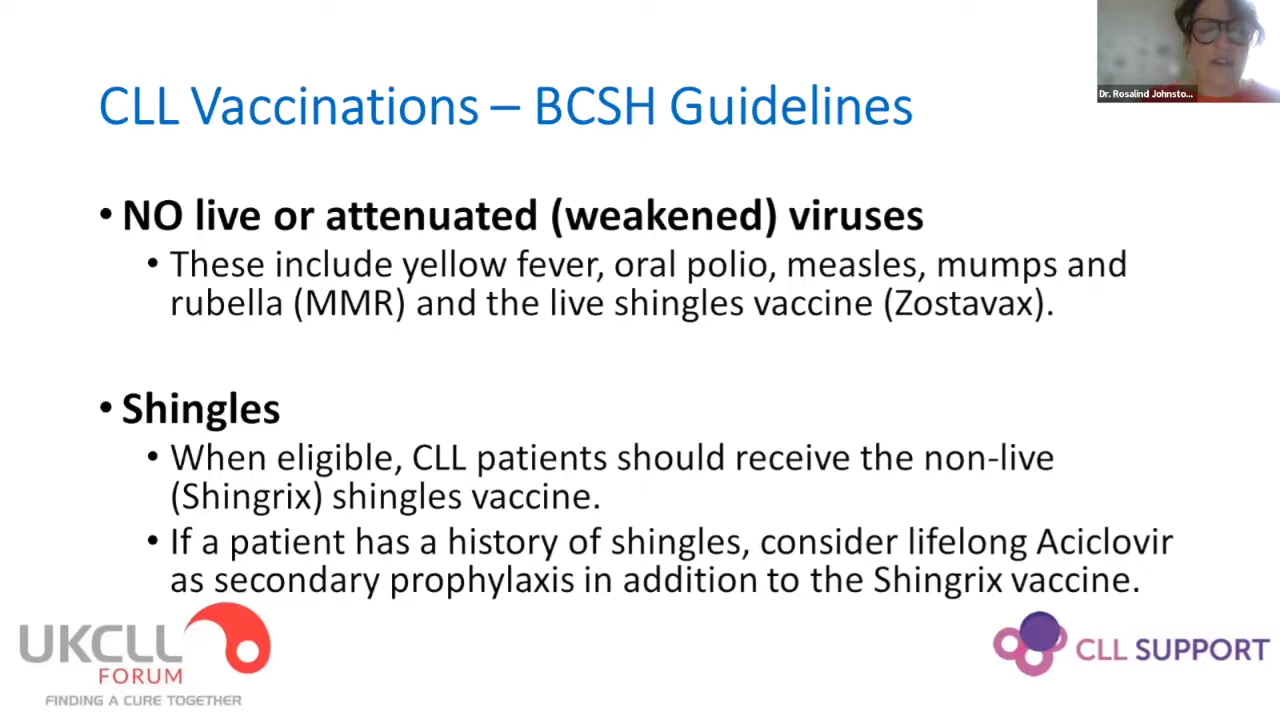 Dr. Rosalind Johnsto...
CLL Vaccinations – BCSH Guidelines
• NO live or attenuated (weakened) viruses
• These include yellow fever, oral polio, measles, mumps and
rubella (MMR) and the live shingles vaccine (Zostavax).
• Shingles
• When eligible, CLL patients should receive the non-live
(Shingrix) shingles vaccine.
• If a patient has a history of shingles, consider lifelong Aciclovir
as secondary prophylaxis in addition to the Shingrix vaccine.
UKCLL
FORUM
FINDING A CURE TOGETHER
CLL SUPPORT